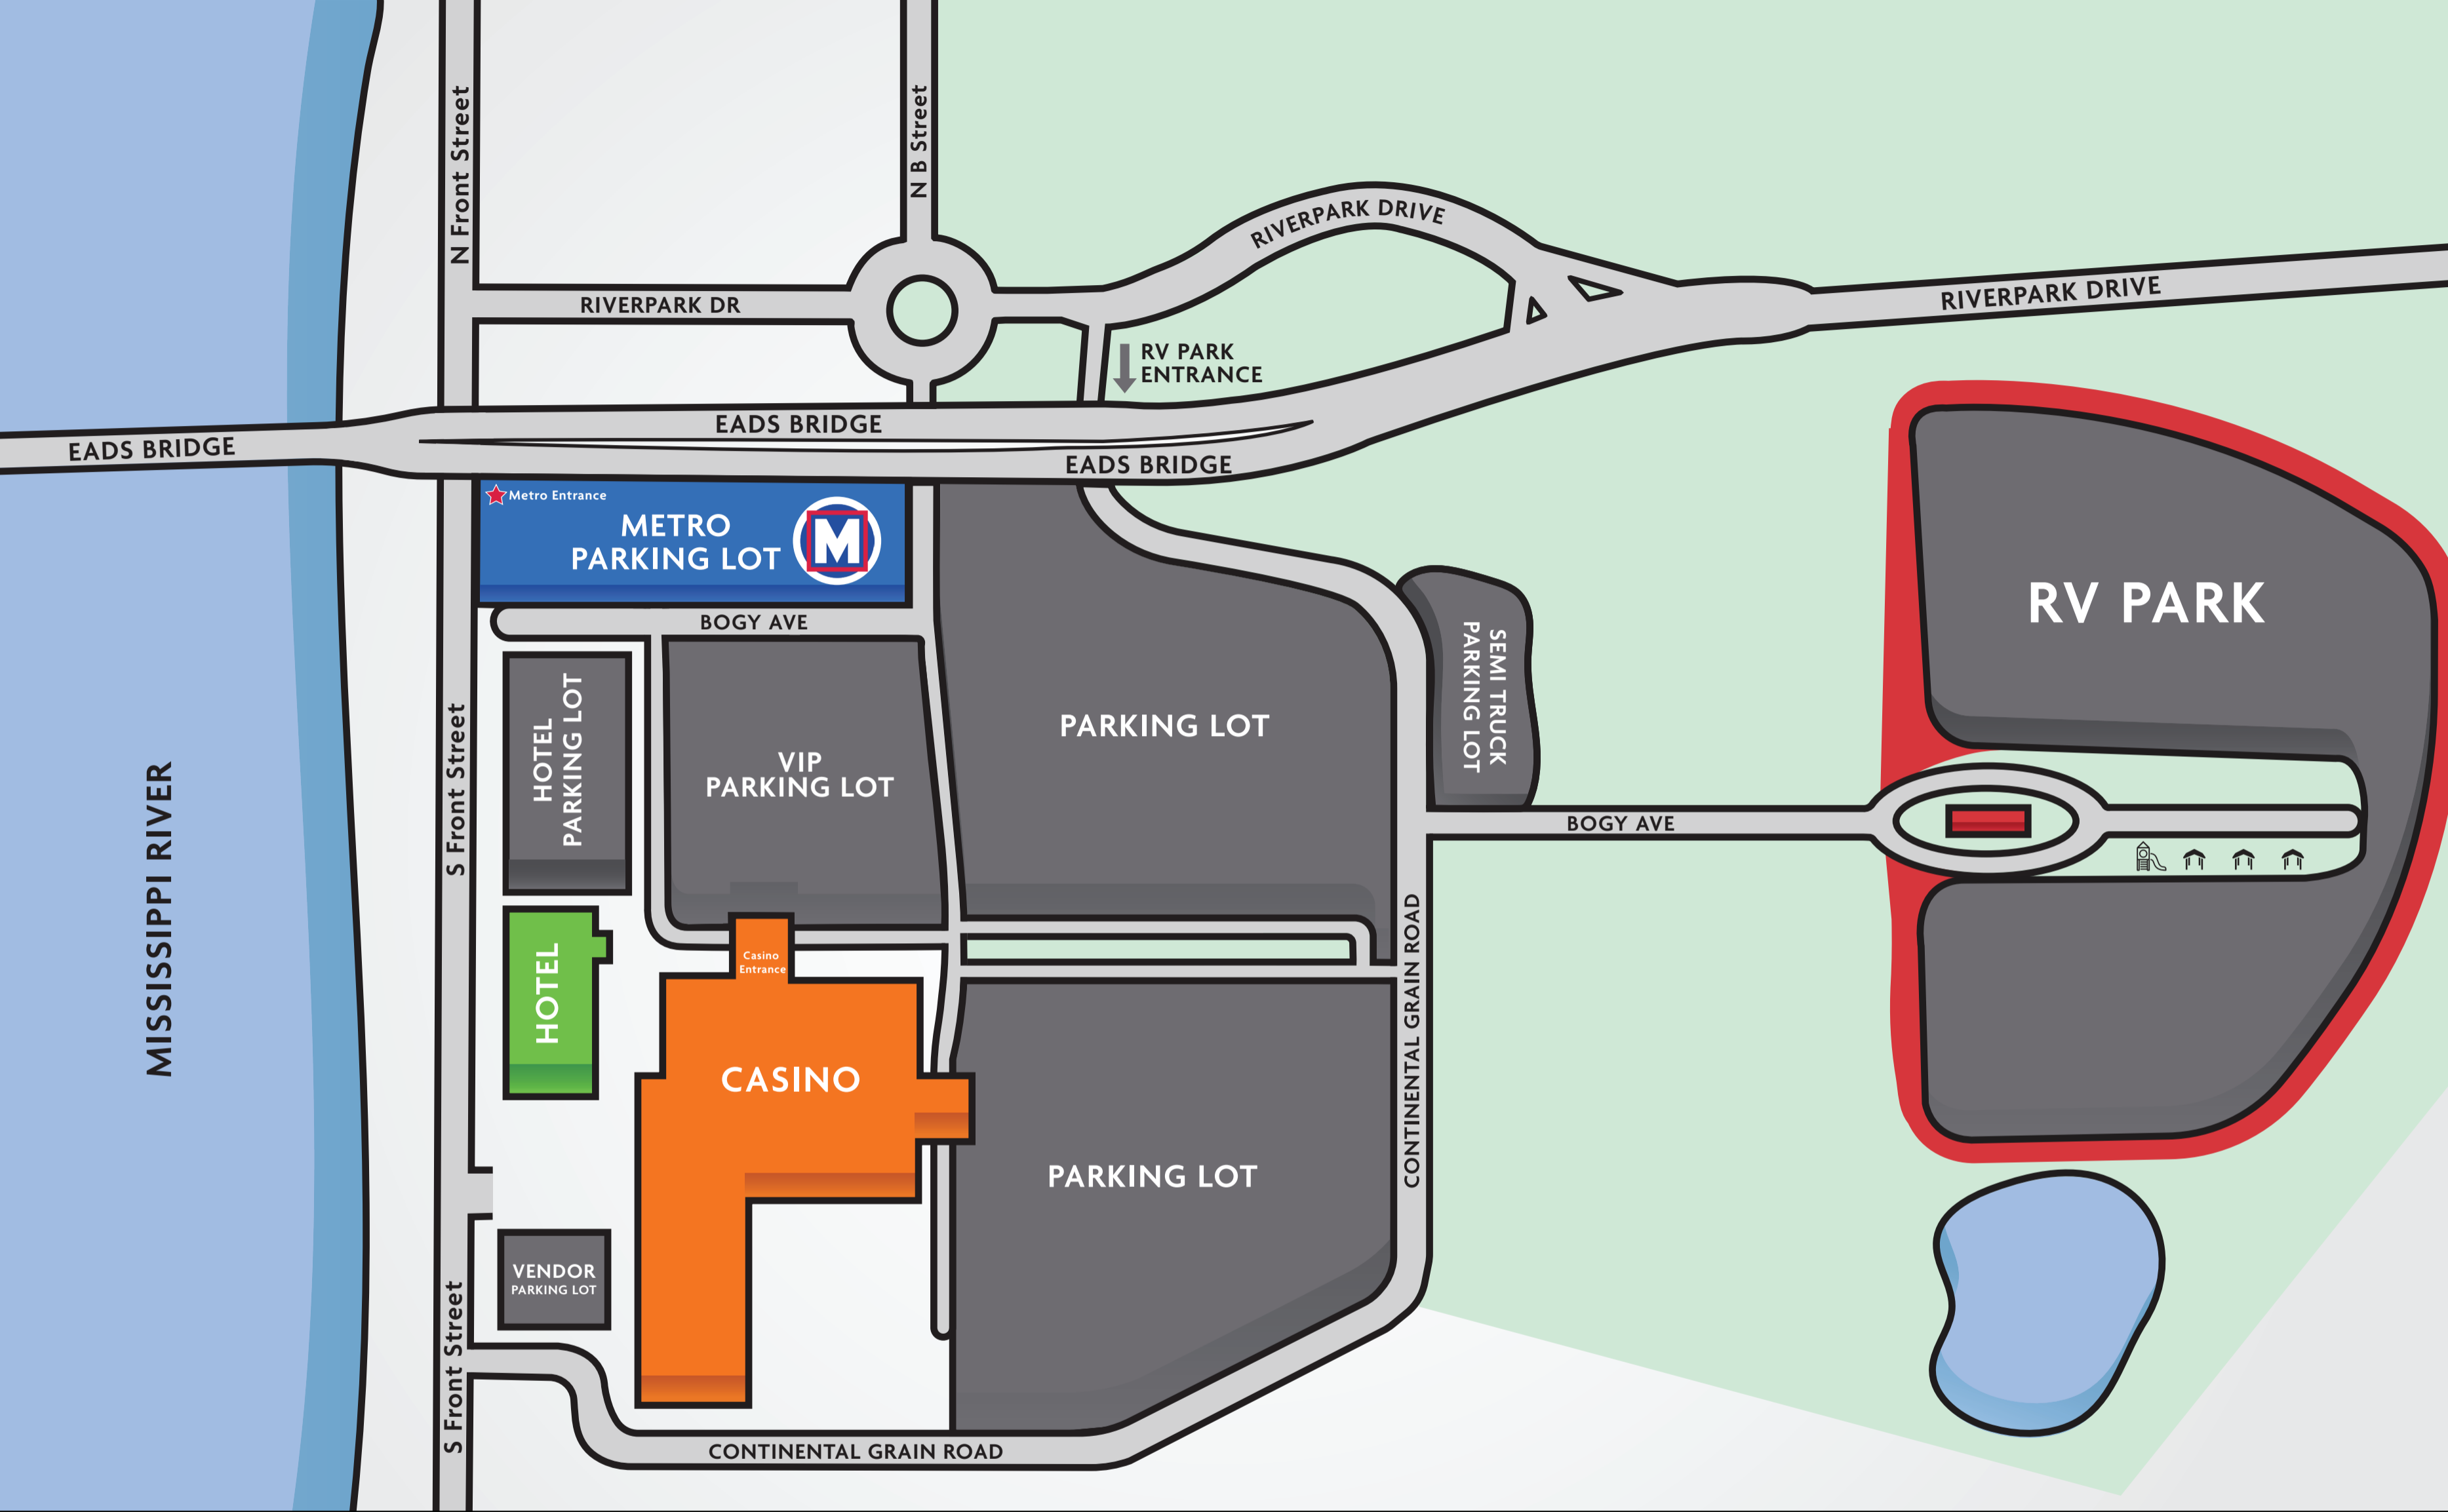 N Front Street
N B Street
RIVERPARK DRIVE
RIVERPARK DR
RIVERPARK DRIVE
RV PARK
ENTRANCE
EADS BRIDGE
EADS BRIDGE
EADS BRIDGE
Metro Entrance
METRO
PARKING LOT
M
BOGY AVE
RV PARK
HOTEL
PARKING LOT
VIP
PARKING LOT
PARKING LOT
SEMI TRUCK
PARKING LOT
S Front Street
MISSISSIPPI RIVER
BOGY AVE
HOTEL
Casino
Entrance
CASINO
PARKING LOT
CONTINENTAL GRAIN ROAD
VENDOR
PARKING LOT
S Front Street
CONTINENTAL GRAIN ROAD